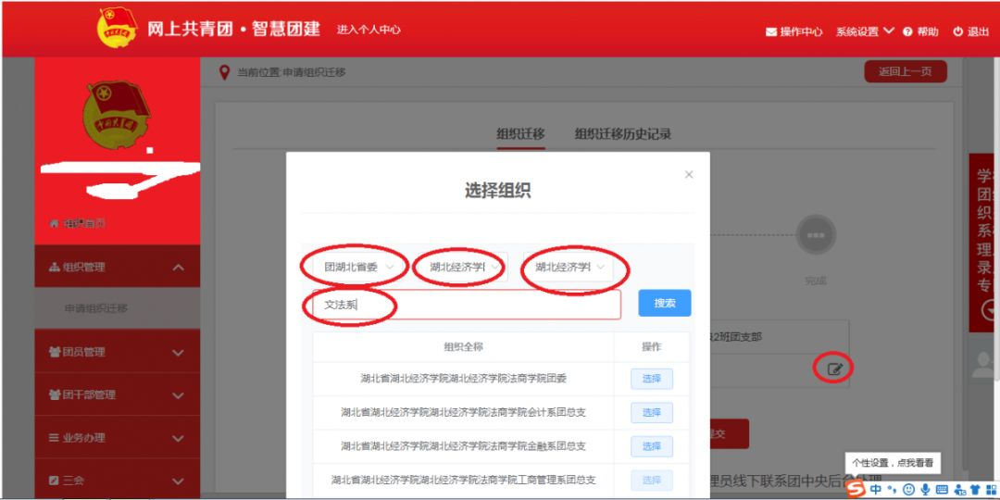 网上共青团·智慧团建
进入个人中心
操作中心
系统设置
帮助
退出
当前位置:申请组织迁移
返回上一页
组织首页
组织管理
申请组织迁移
团员管理
团干部管理
业务办理
三会
组织迁移
组织迁移历史记录
完成
2班团支部
提交
选择组织
团湖北省委
湖北经济学
湖北经济学
文法系
搜索
组织全称
操作
湖北省湖北经济学院湖北经济学院法商学院团委
选择
湖北省湖北经济学院湖北经济学院法商学院会计系团总支
选择
湖北省湖北经济学院湖北经济学院法商学院金融系团总支
选择
湖北省湖北经济学院湖北经济学院法商学院工商管理系团总支
选择
理员线下联系团中央后台处理
个性设置，点我看看
中